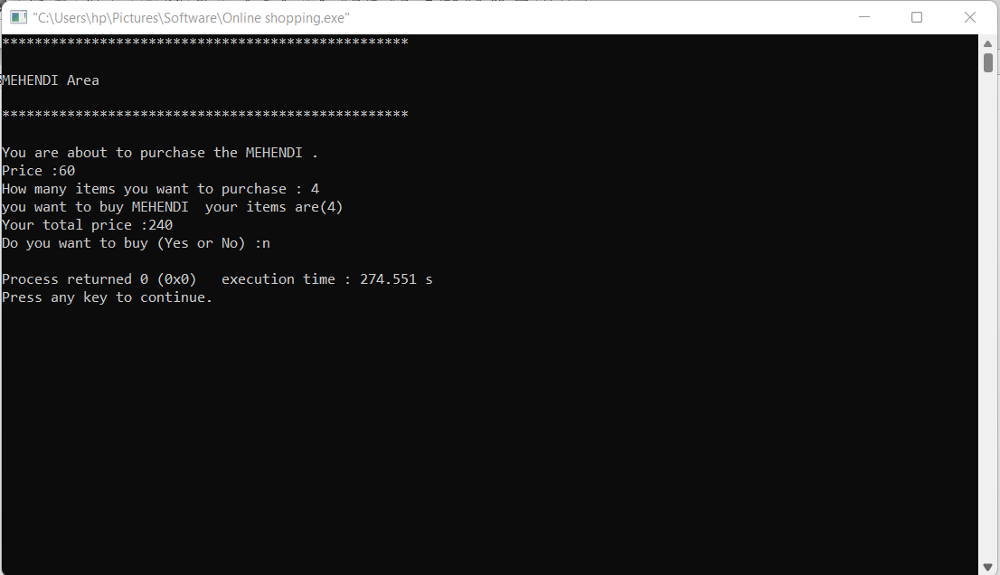 "C:\Users\hp\Pictures\Software\Online shopping.exe"
**************************************************
MEHENDI Area
**************************************************
You are about to purchase the MEHENDI .
Price :60
How many items you want to purchase : 4
you want to buy MEHENDI  your items are(4)
Your total price :240
Do you want to buy (Yes or No) :n
Process returned 0 (0x0)   execution time : 274.551 s
Press any key to continue.